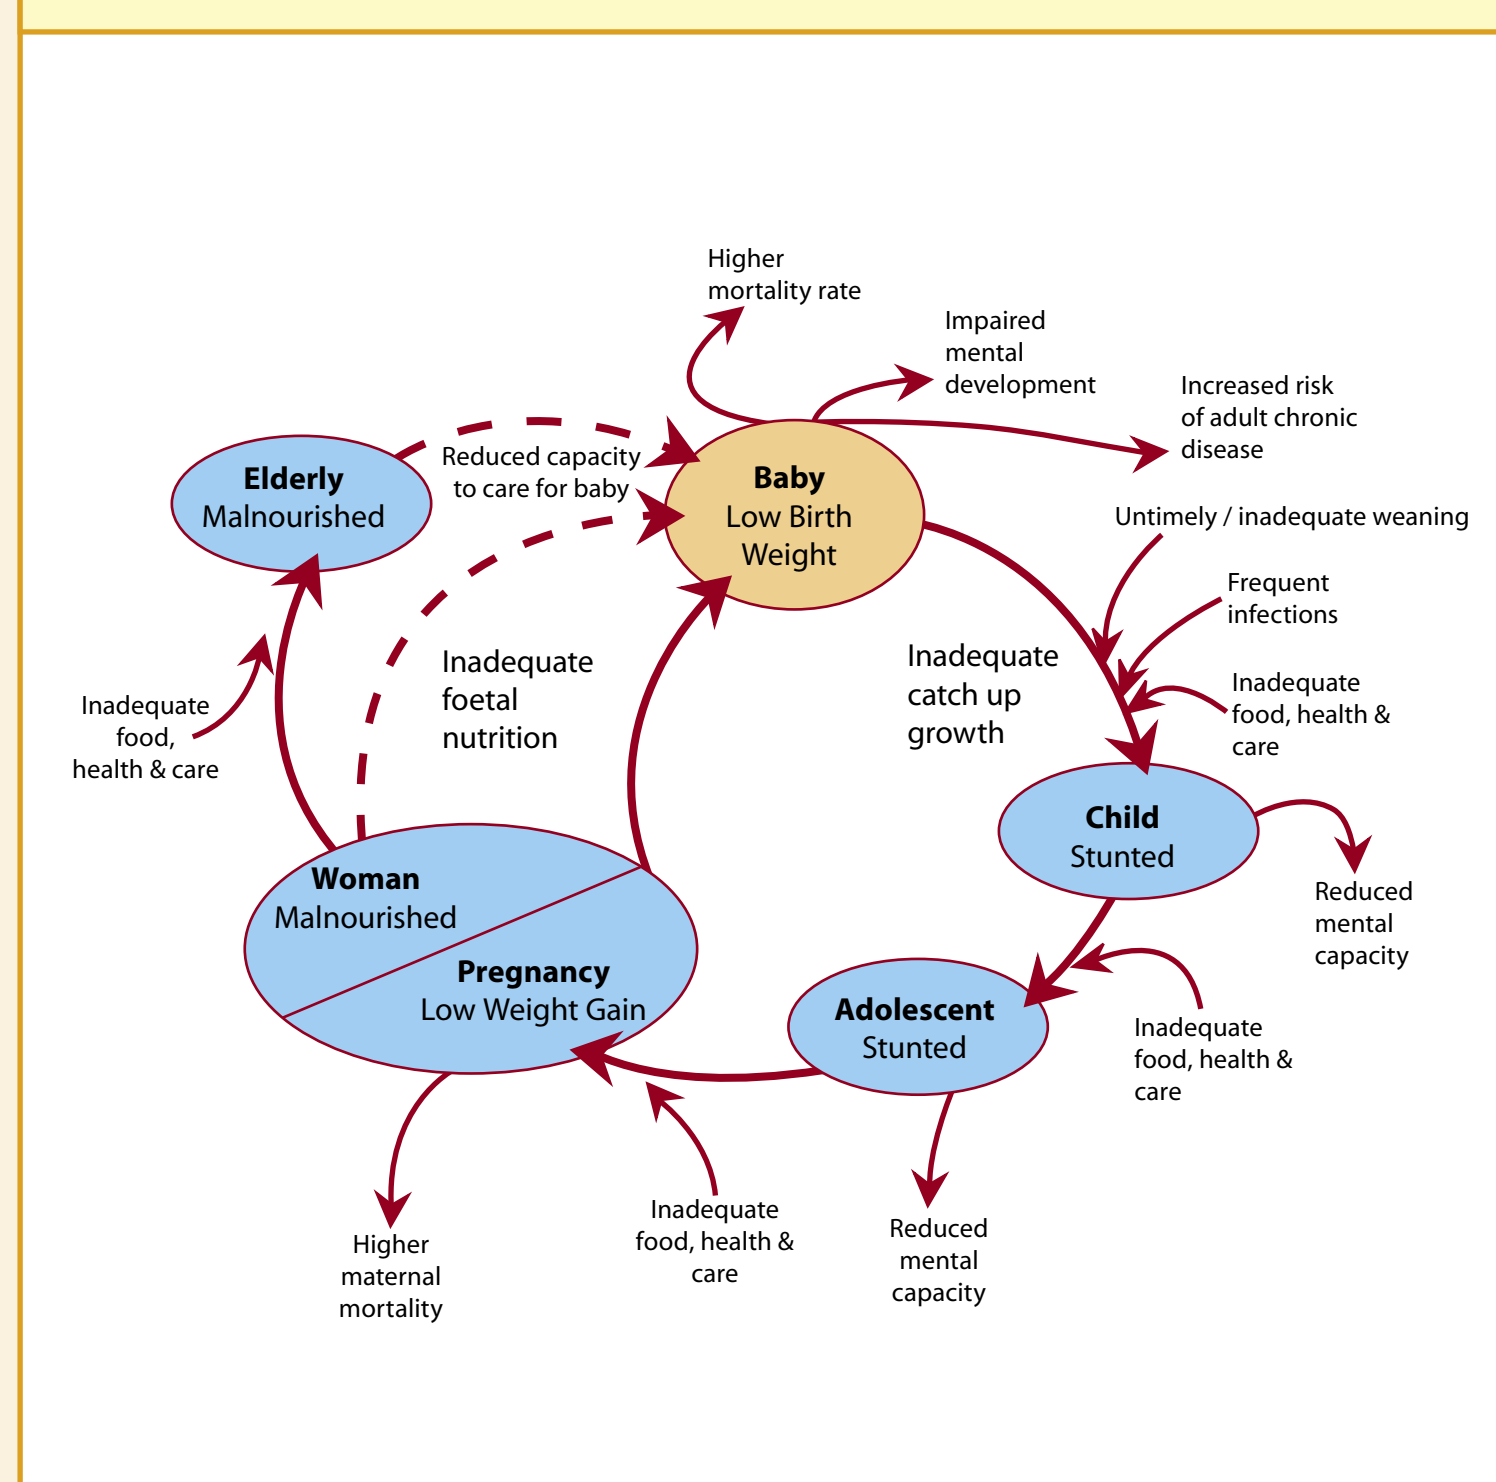 Higher
mortality rate
Impaired
mental
development
Increased risk
of adult chronic
disease
Elderly
Malnourished
Reduced capacity
to care for baby
Baby
Low Birth
Weight
Untimely / inadequate weaning
Frequent
infections
Inadequate
food, health &
care
Inadequate
catch up
growth
Inadequate
foetal
nutrition
Inadequate
food,
health & care
Child
Stunted
Reduced
mental
capacity
Woman
Malnourished
Pregnancy
Low Weight Gain
Adolescent
Stunted
Inadequate
food, health &
care
Inadequate
food, health &
care
Reduced
mental
capacity
Higher
maternal
mortality